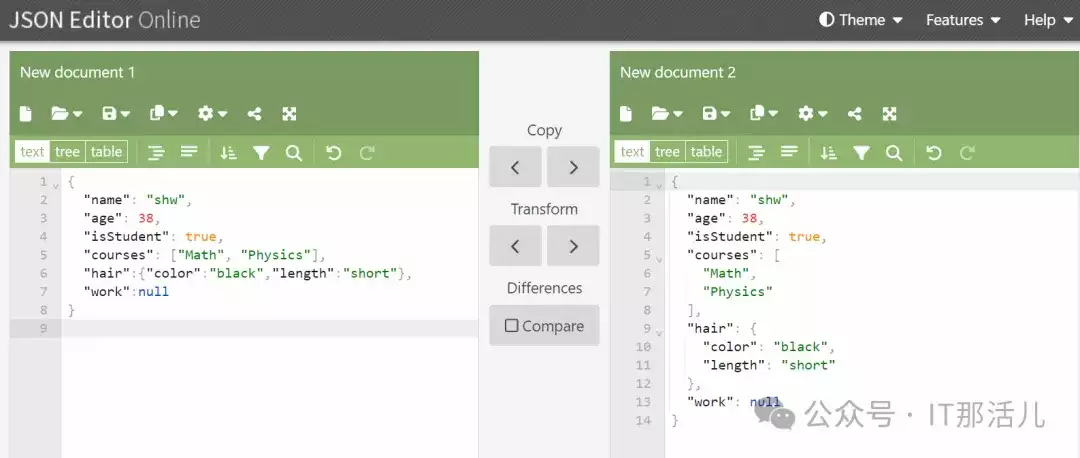 JSON Editor Online
Theme
Features
Help
New document 1
text
tree
table
1 {
2 "name": "shw",
3 "age": 38,
4 "isStudent": true,
5 "courses": ["Math", "Physics"],
6 "hair":{"color":"black","length":"short"},
7 "work":null
8 }
9
Copy
Transform
Differences
Compare
New document 2
text
tree
table
1 {
2 "name": "shw",
3 "age": 38,
4 "isStudent": true,
5 "courses": [
6 "Math",
7 "Physics"
8 ],
9 "hair": {
10 "color": "black",
11 "length": "short"
12 },
13 "work": null
14 }
公众号 · IT那活儿